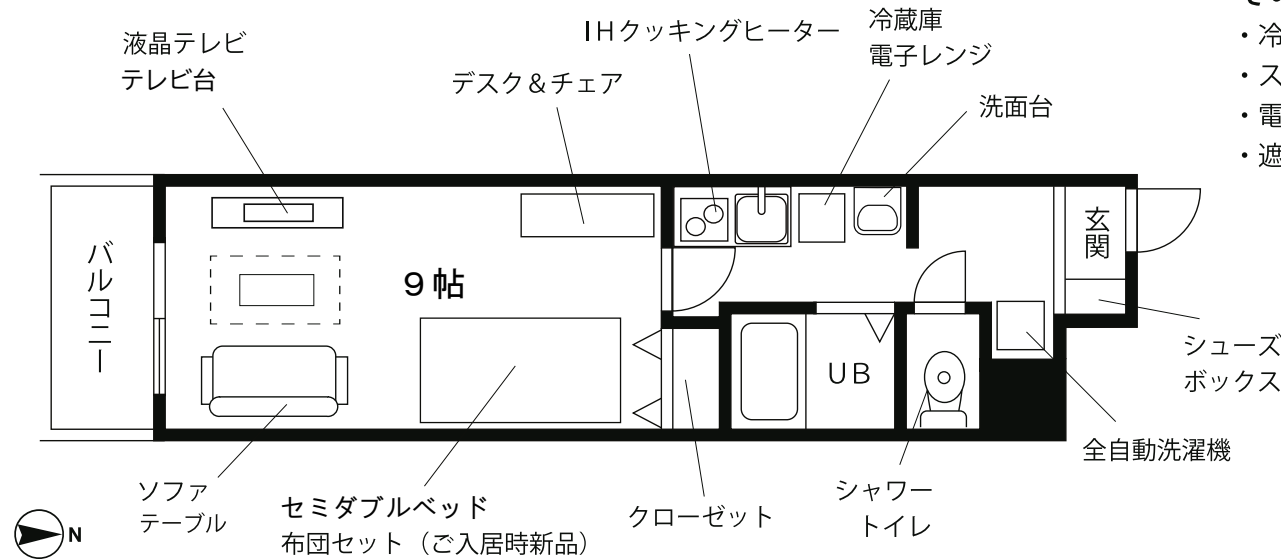 液晶テレビ
テレビ台
デスク＆チェア
IHクッキングヒーター
冷蔵庫
電子レンジ
洗面台
・冷
・ス
・電
・遮
バルコニー
9帖
玄関
UB
シューズ
ボックス
全自動洗濯機
ソファ
テーブル
セミダブルベッド
布団セット（ご入居時新品）
クローゼット
シャワー
トイレ
N